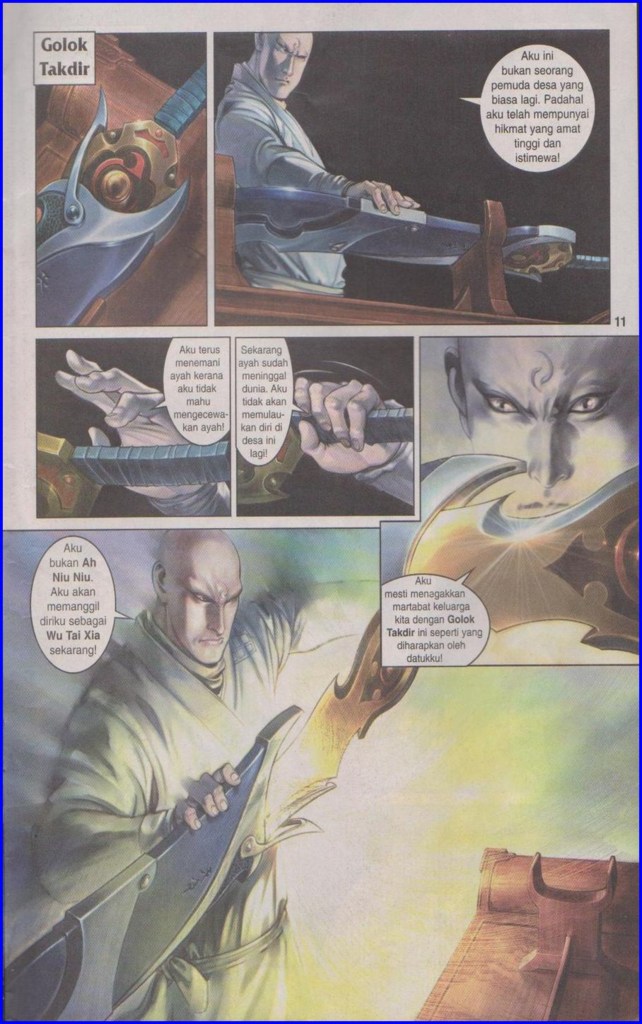 Golok
Takdir
Aku ini
bukan seorang
pemuda desa yang
biasa lagi. Padahal
aku telah mempunyai
hikmat yang amat
tinggi dan
istimewa!
11
Aku terus
menemani
ayah kerana
aku tidak
mahu
mengecewa-
kan ayah!
Sekarang
ayah sudah
meninggal
dunia. Aku
tidak akan
memulau-
kan diri di
desa ini
lagi!
Aku
mesti menegakkan
martabat keluarga
kita dengan Golok
Takdir ini seperti yang
diharapkan oleh
datukku!
Aku
bukan Ah
Niu Niu.
Aku akan
memanggil
diriku sebagai
Wu Tai Xia
sekarang!